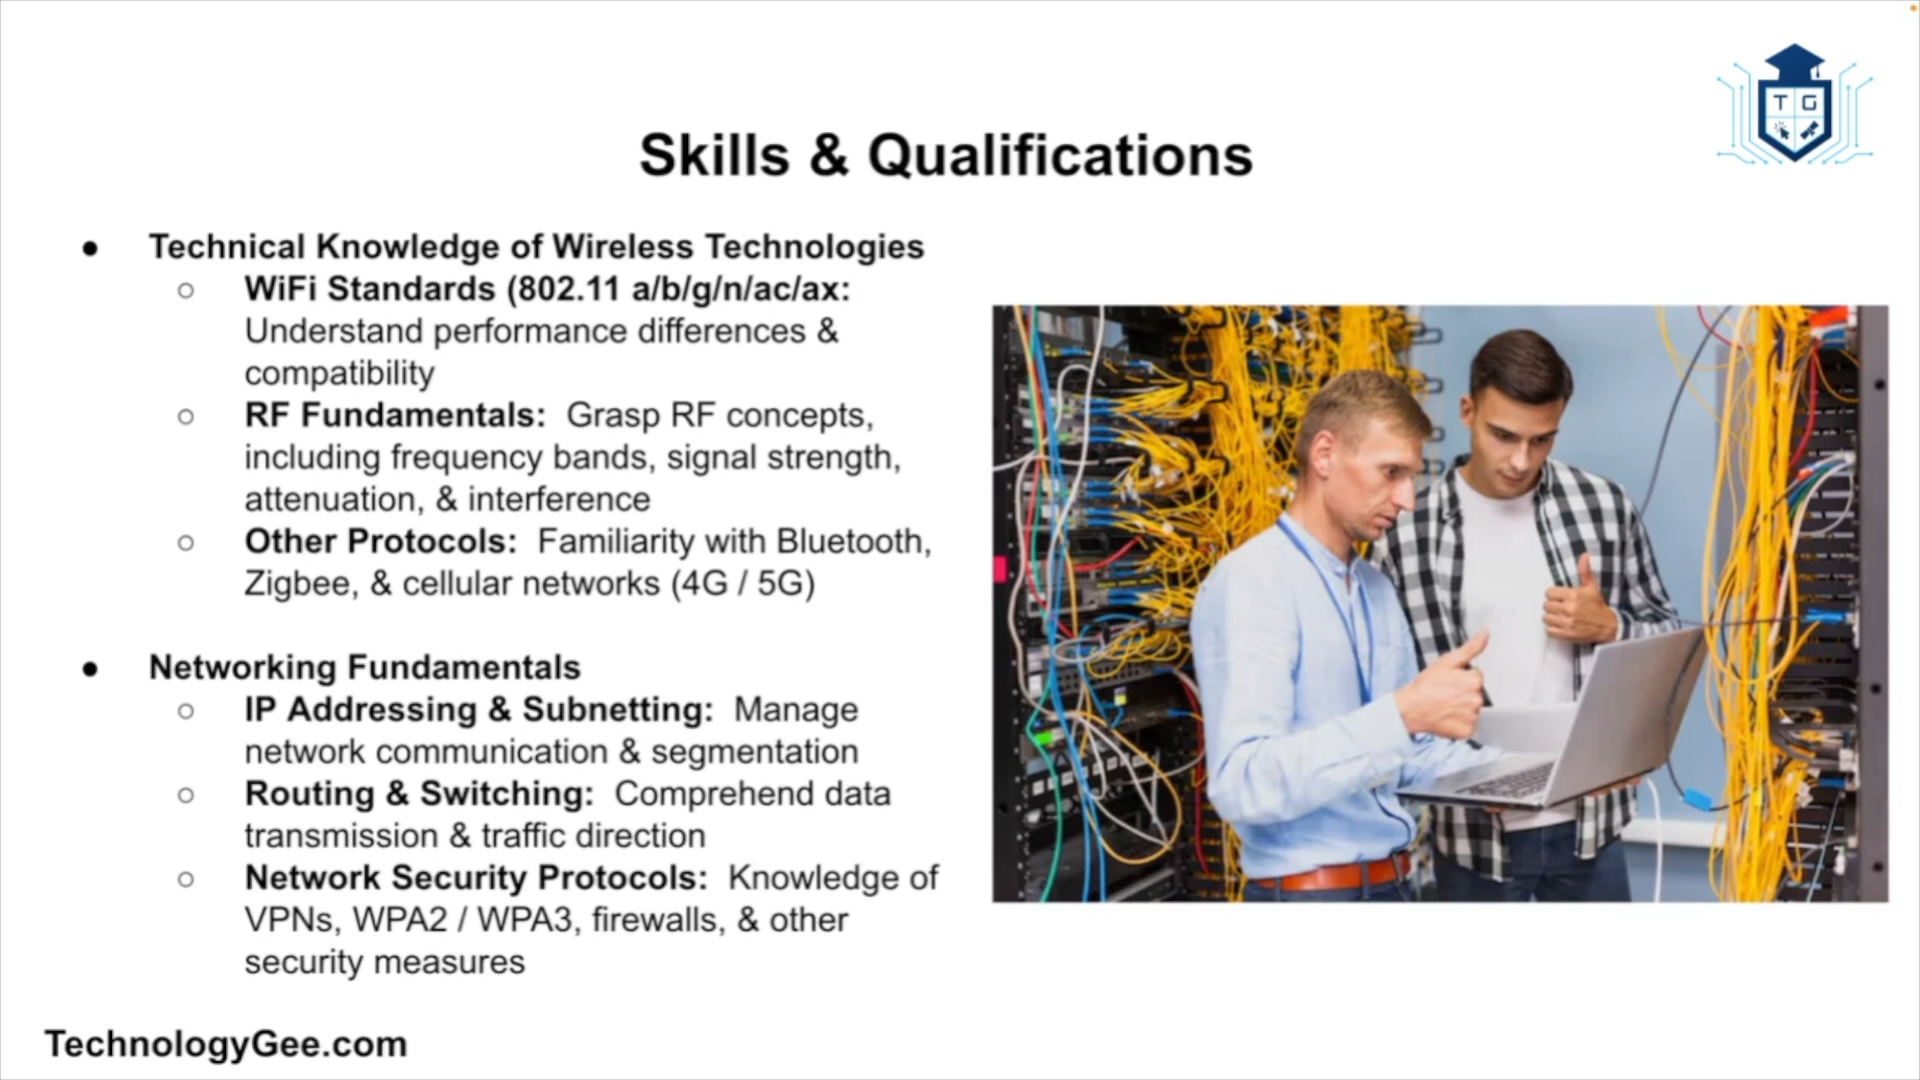 T G
Skills & Qualifications
● Technical Knowledge of Wireless Technologies
○ WiFi Standards (802.11 a/b/g/n/ac/ax:
Understand performance differences &
compatibility
○ RF Fundamentals: Grasp RF concepts,
including frequency bands, signal strength,
attenuation, & interference
○ Other Protocols: Familiarity with Bluetooth,
Zigbee, & cellular networks (4G / 5G)
● Networking Fundamentals
○ IP Addressing & Subnetting: Manage
network communication & segmentation
○ Routing & Switching: Comprehend data
transmission & traffic direction
○ Network Security Protocols: Knowledge of
VPNs, WPA2 / WPA3, firewalls, & other
security measures
TechnologyGee.com